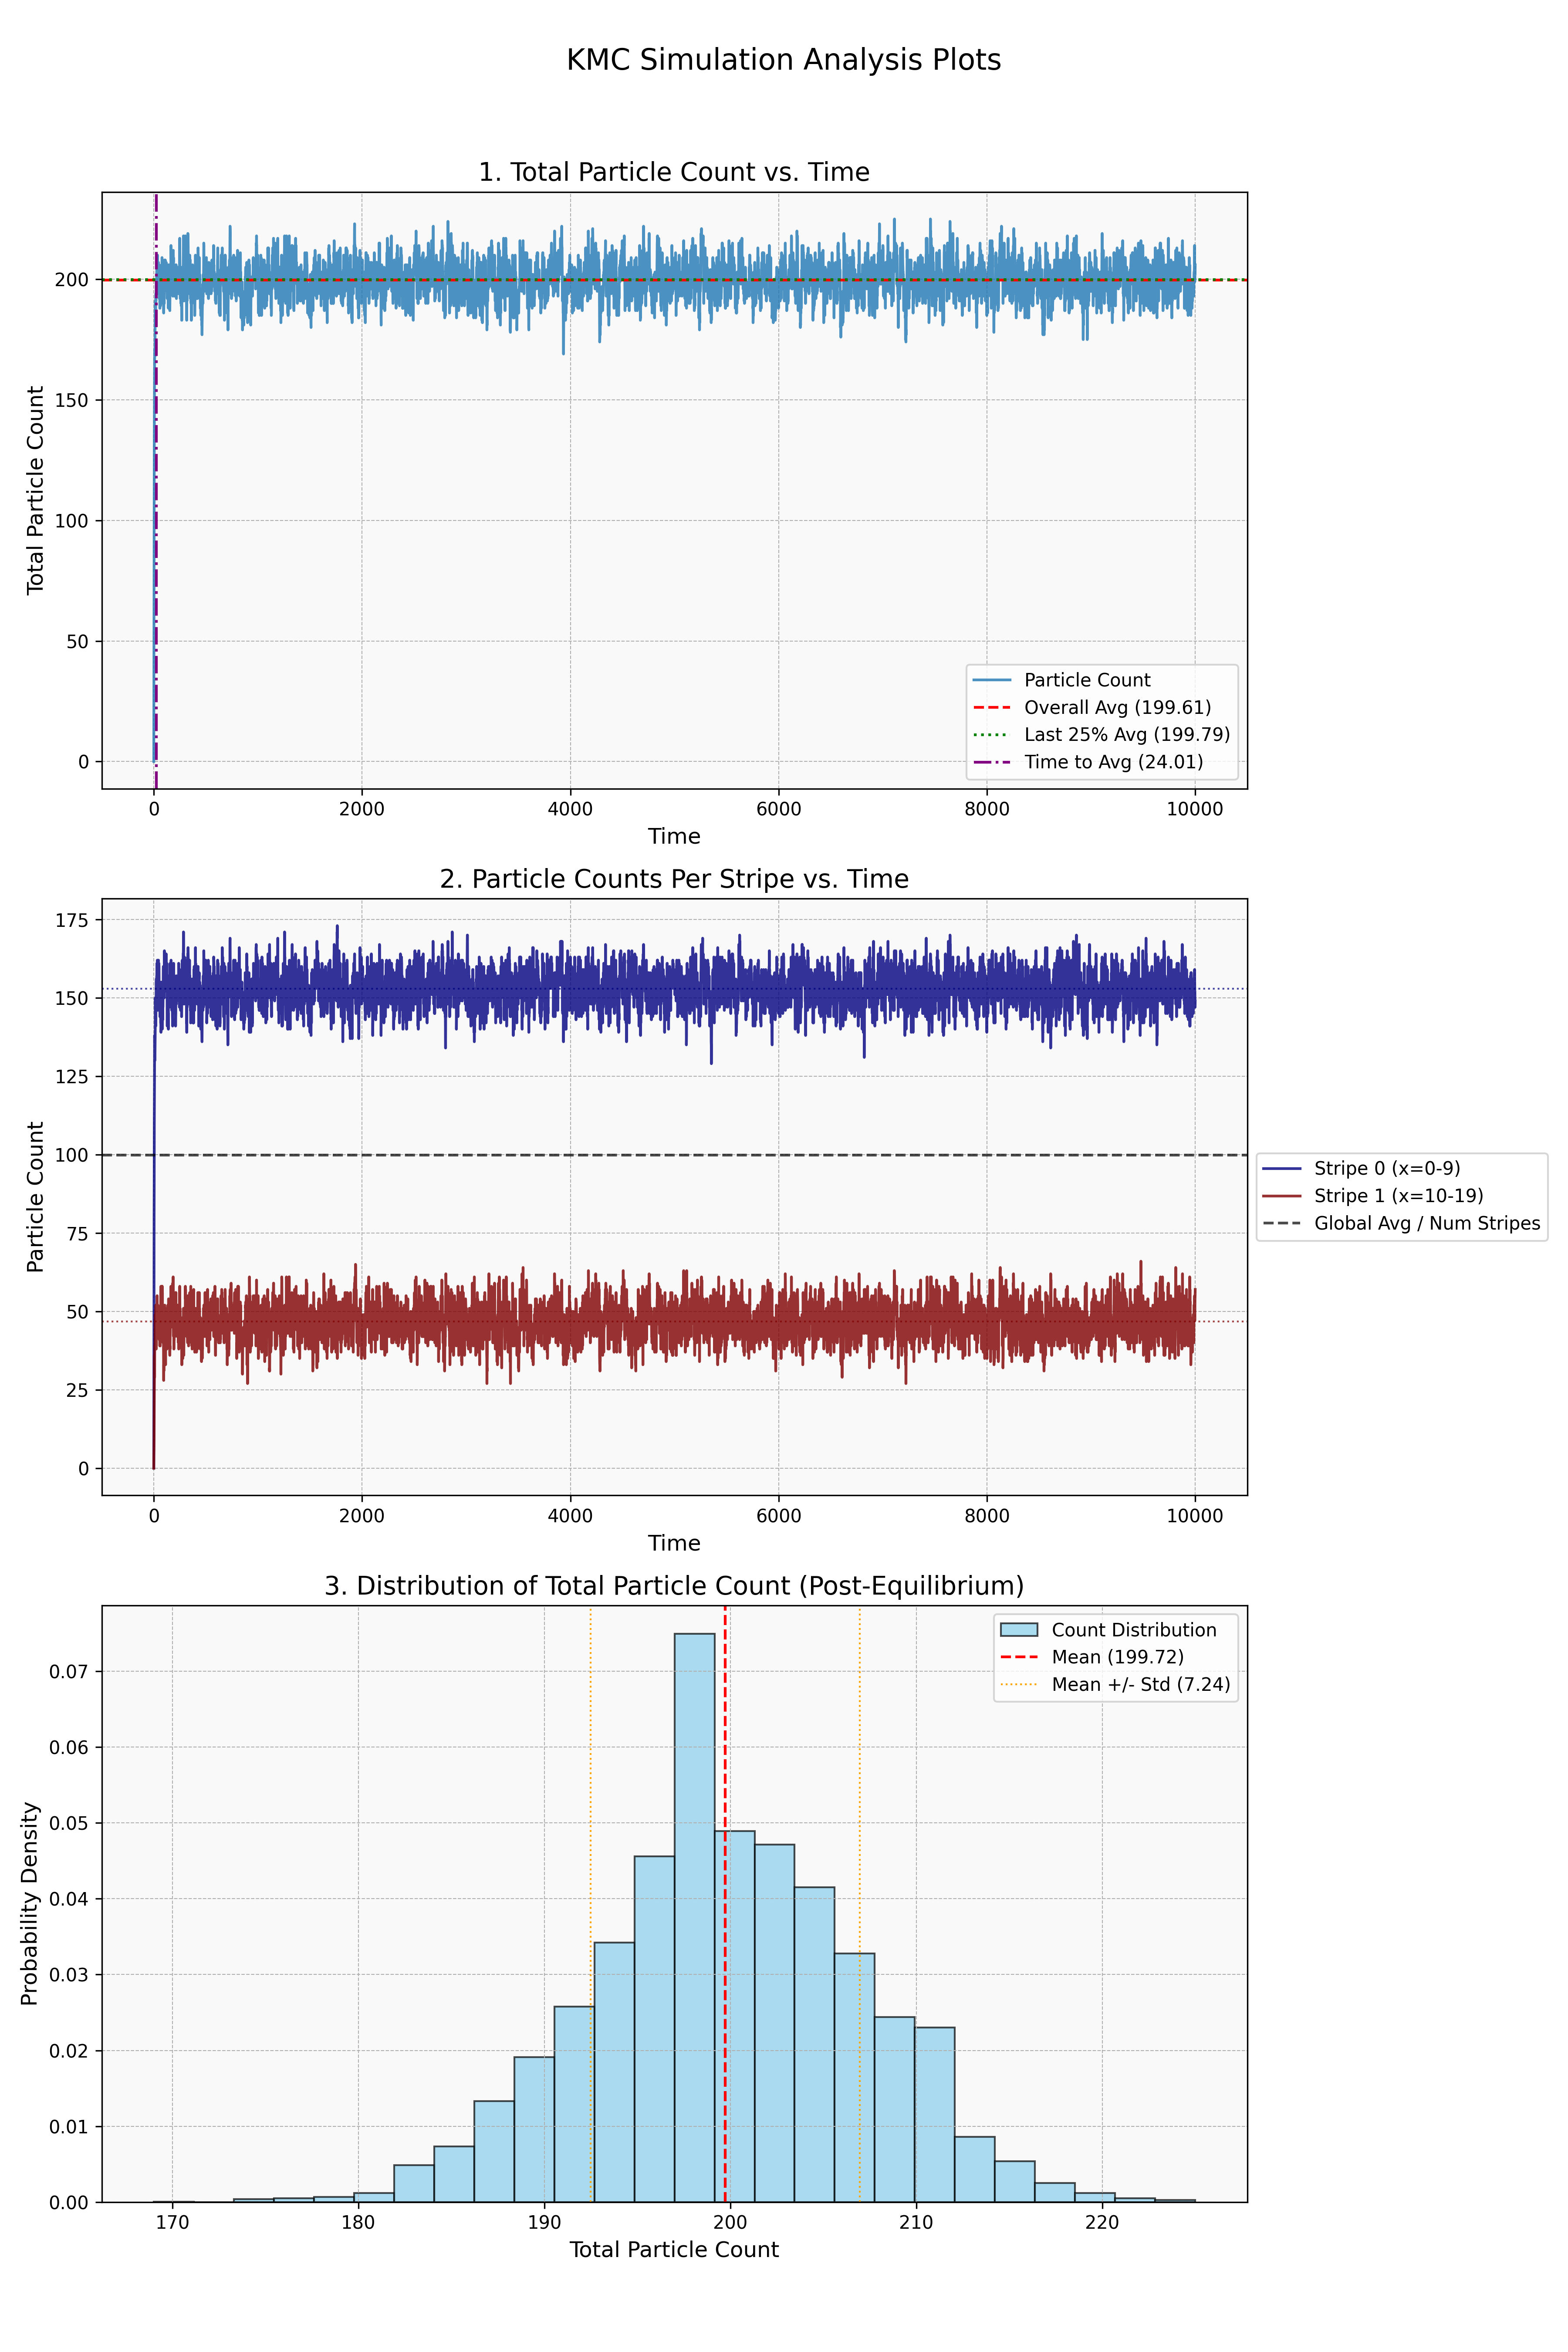 KMC Simulation Analysis Plots
1. Total Particle Count vs. Time
Total Particle Count
200
150
100
50
0
Particle Count
Overall Avg (199.61)
Last 25% Avg (199.79)
Time to Avg (24.01)
0 2000 4000 6000 8000 10000
Time
2. Particle Counts Per Stripe vs. Time
Particle Count
175
150
125
100
75
50
25
0
Stripe 0 (x=0-9)
Stripe 1 (x=10-19)
Global Avg / Num Stripes
0 2000 4000 6000 8000 10000
Time
3. Distribution of Total Particle Count (Post-Equilibrium)
Probability Density
0.07
0.06
0.05
0.04
0.03
0.02
0.01
0.00
Count Distribution
Mean (199.72)
Mean +/- Std (7.24)
170 180 190 200 210 220
Total Particle Count